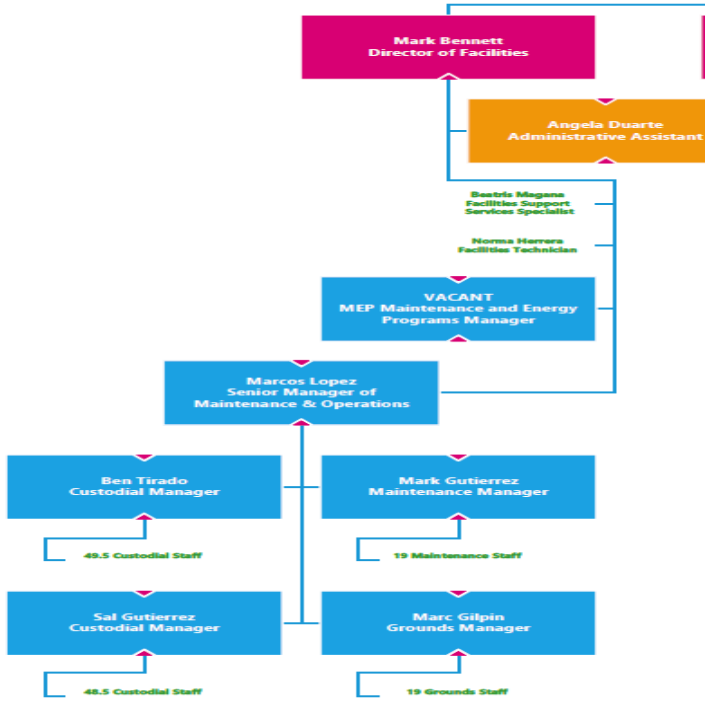 Mark Bennett
Director of Facilities
Angela Duarte
Administrative Assistant
Beatris Magana
Facilities Support
Services Specialist
Norma Herrera
Facilities Technician
VACANT
MEP Maintenance and Energy
Programs Manager
Marcos Lopez
Senior Manager of
Maintenance & Operations
Ben Tirado
Custodial Manager
Mark Gutierrez
Maintenance Manager
49.5 Custodial Staff
19 Maintenance Staff
Sal Gutierrez
Custodial Manager
Marc Gilpin
Grounds Manager
48.5 Custodial Staff
19 Grounds Staff